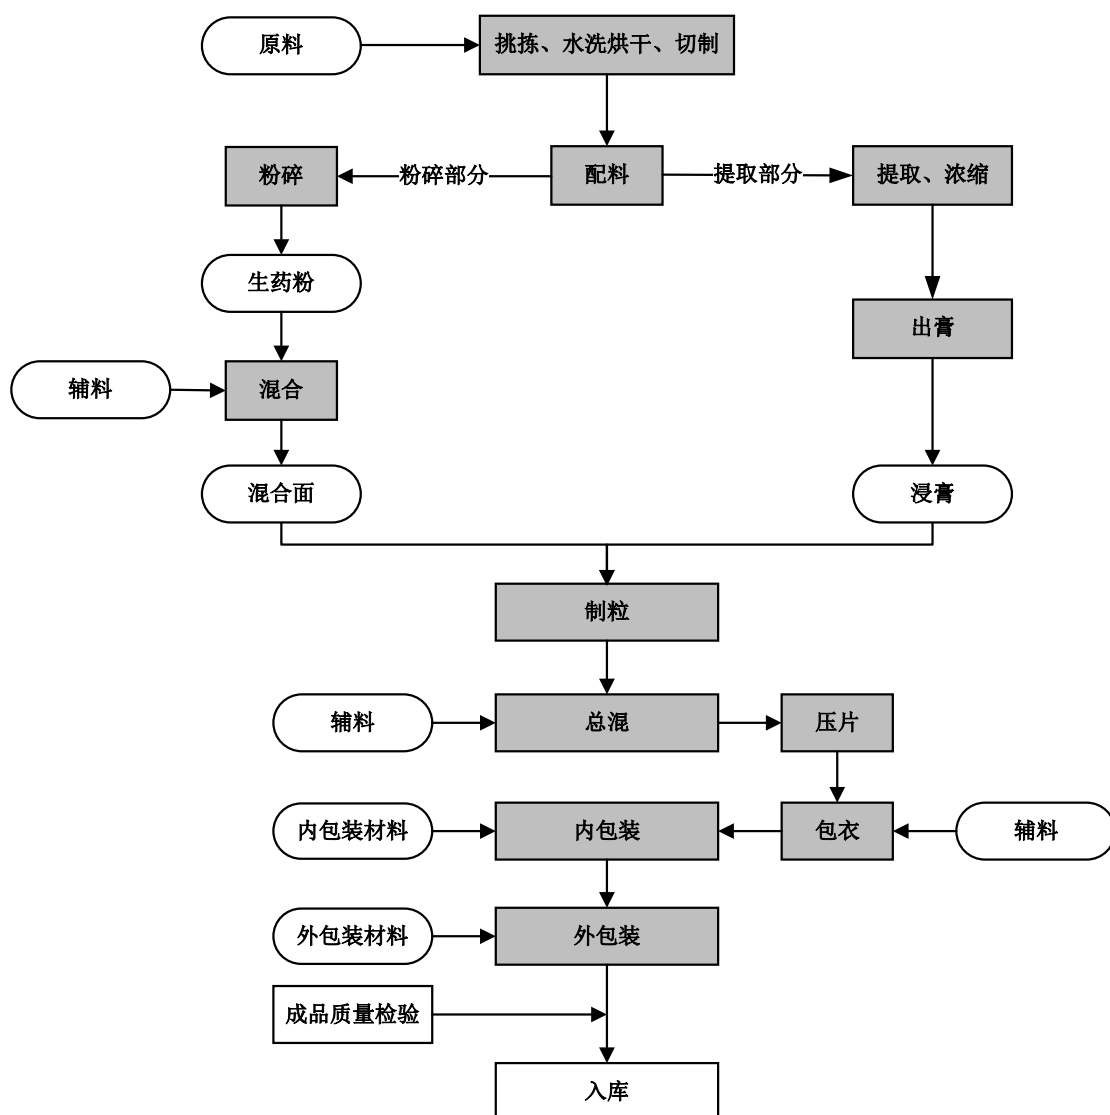 原料
挑拣、水洗烘干、切制
粉碎
粉碎部分
配料
提取部分
提取、浓缩
生药粉
出膏
辅料
混合
混合面
浸膏
制粒
辅料
总混
压片
内包装材料
内包装
包衣
辅料
外包装材料
外包装
成品质量检验
入库